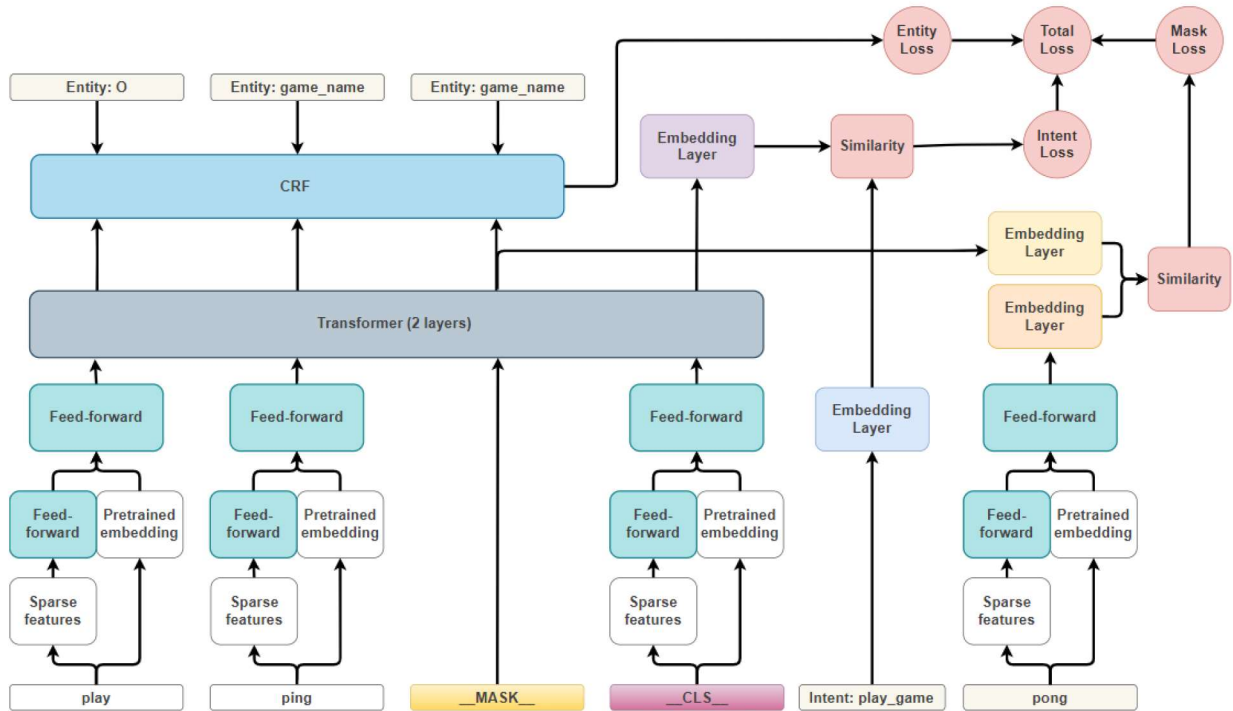 Entity
Loss
Total
Loss
Mask
Loss
Entity: O
Entity: game_name
Entity: game_name
Embedding
Layer
Similarity
Intent
Loss
CRF
Embedding
Layer
Similarity
Transformer (2 layers)
Embedding
Layer
Feed-forward
Feed-forward
Feed-forward
Embedding
Layer
Feed-forward
Feed-
forward
Pretrained
embedding
Feed-
forward
Pretrained
embedding
Feed-
forward
Pretrained
embedding
Feed-
forward
Pretrained
embedding
Sparse
features
Sparse
features
Sparse
features
Sparse
features
play
ping
__MASK__
__CLS__
Intent: play_game
pong